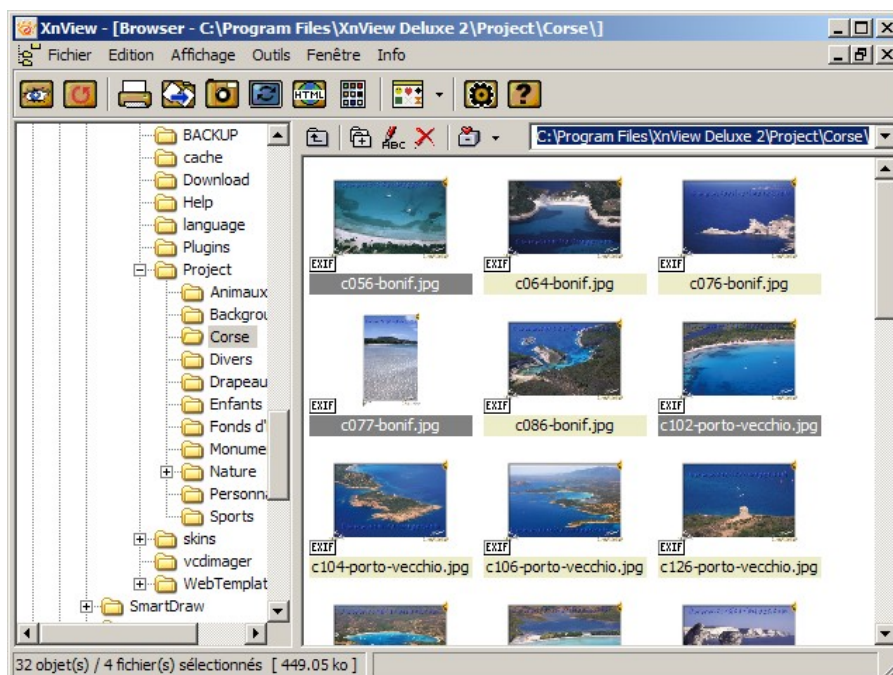 XnView - [Browser - C:\Program Files\XnView Deluxe 2\Project\Corse\]
Fichier Edition Affichage Outils Fenêtre Info
HTML
?
BACKUP
cache
Download
Help
language
Plugins
Project
Animaux
Backgrou
Corse
Divers
Drapeau
Enfants
Fonds d'
Monume
Nature
Personn
Sports
skins
vcdimager
WebTemplat
SmartDraw
ABC
C:\Program Files\XnView Deluxe 2\Project\Corse\
EXIF EXIF EXIF
c056-bonif.jpg c064-bonif.jpg c076-bonif.jpg
EXIF EXIF EXIF
c077-bonif.jpg c086-bonif.jpg c102-porto-vecchio.jpg
EXIF EXIF EXIF
c104-porto-vecchio.jpg c106-porto-vecchio.jpg c126-porto-vecchio.jpg
32 objet(s) / 4 fichier(s) sélectionnés [ 449.05 ko ]